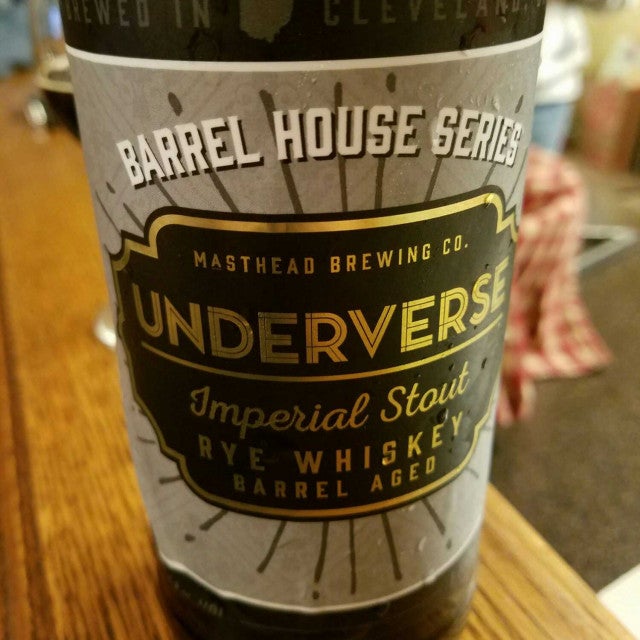 BREWED IN CLEVELAND,
BARREL HOUSE SERIES
MASTHEAD BREWING CO.
UNDERVERSE
Imperial Stout
RYE WHISKEY
BARREL AGED